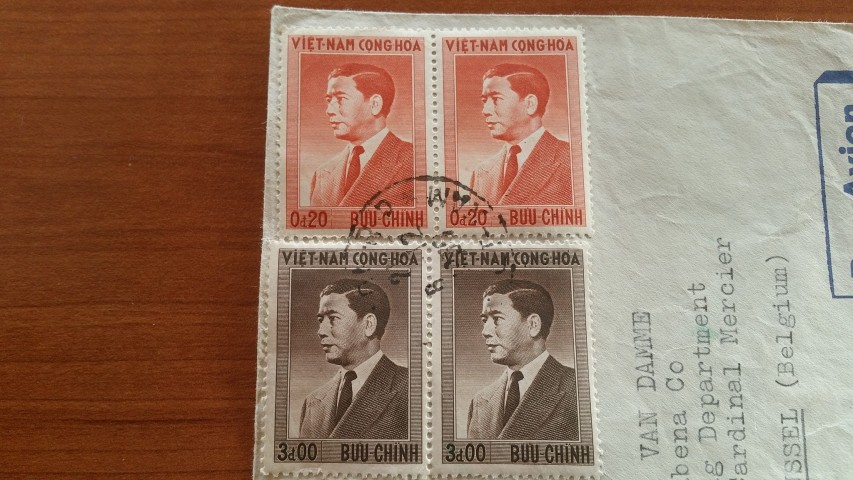 VIỆT-NAM CỘNG-HÒA
0đ20 BƯU-CHÍNH
VIỆT-NAM CỘNG-HÒA
0đ20 BƯU-CHÍNH
VIỆT-NAM CỘNG-HÒA
3đ00 BƯU-CHÍNH
VIỆT-NAM CỘNG-HÒA
3đ00 BƯU-CHÍNH
Avion
VAN DAMME
Co
Department
Cardinal Mercier
(Belgium)